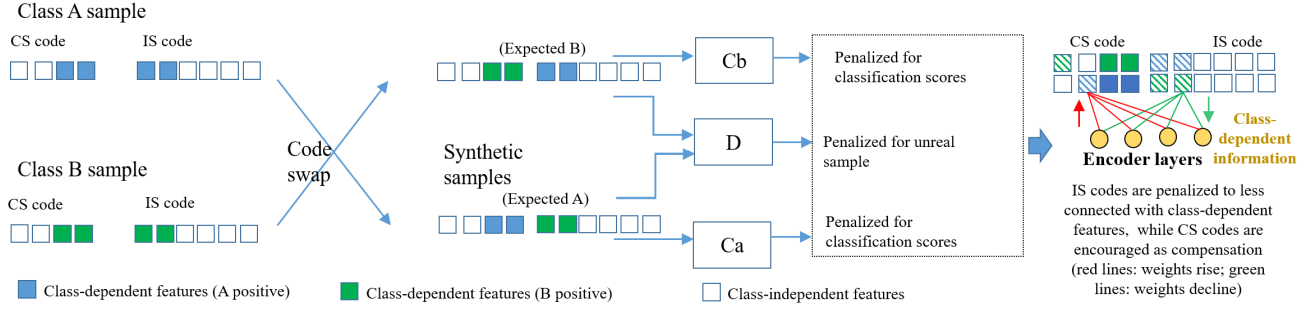 Class A sample
CS code
IS code
Class B sample
CS code
IS code
Code
swap
(Expected B)
Synthetic
samples
(Expected A)
Cb
D
Ca
Penalized for
classification scores
Penalized for unreal
sample
Penalized for
classification scores
CS code
IS code
Class-
dependent
information
Encoder layers
IS codes are penalized to less
connected with class-dependent
features, while CS codes are
encouraged as compensation
(red lines: weights rise; green
lines: weights decline)
Class-dependent features (A positive)
Class-dependent features (B positive)
Class-independent features